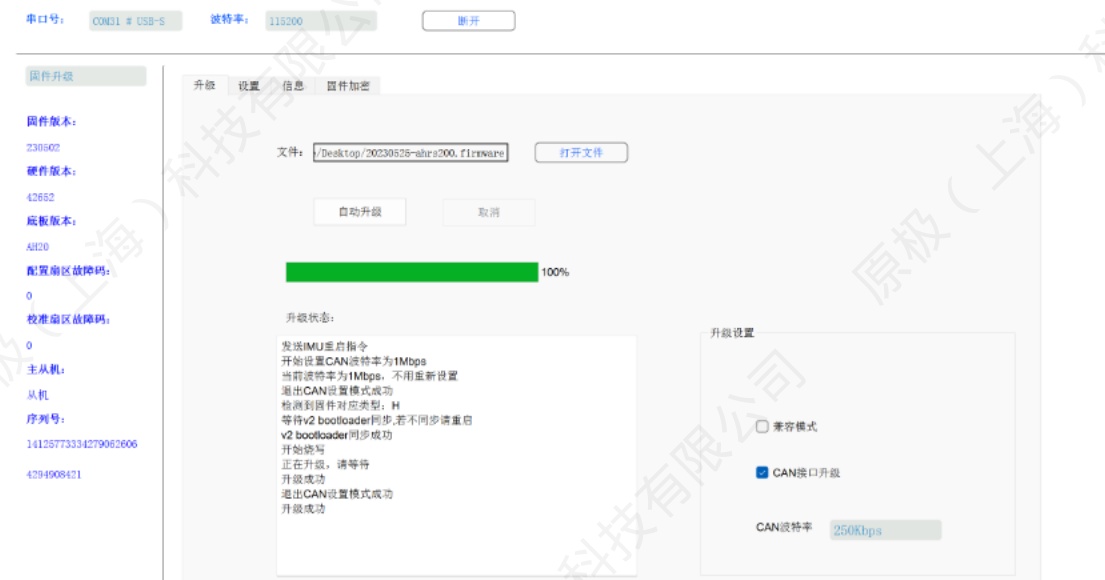 串口号： COM31 # USB-S 波特率： 115200 断开
固件升级
升级 设置 信息 固件加密
固件版本：
230502
硬件版本：
42652
底板版本：
AH20
配置扇区故障码：
0
校准扇区故障码：
0
主从机：
从机
序列号：
14125773334279062606
4294908421
文件： /Desktop/20230525-ahrs200.firmware 打开文件
自动升级 取消
100%
升级状态：
发送IMU重启指令
开始设置CAN波特率为1Mbps
当前波特率为1Mbps，不用重新设置
退出CAN设置模式成功
检测到固件对应类型：H
等待v2 bootloader同步,若不同步请重启
v2 bootloader同步成功
开始烧写
正在升级，请等待
升级成功
退出CAN设置模式成功
升级成功
升级设置
兼容模式
CAN接口升级
CAN波特率 250Kbps
原极（上海）科技有限公司